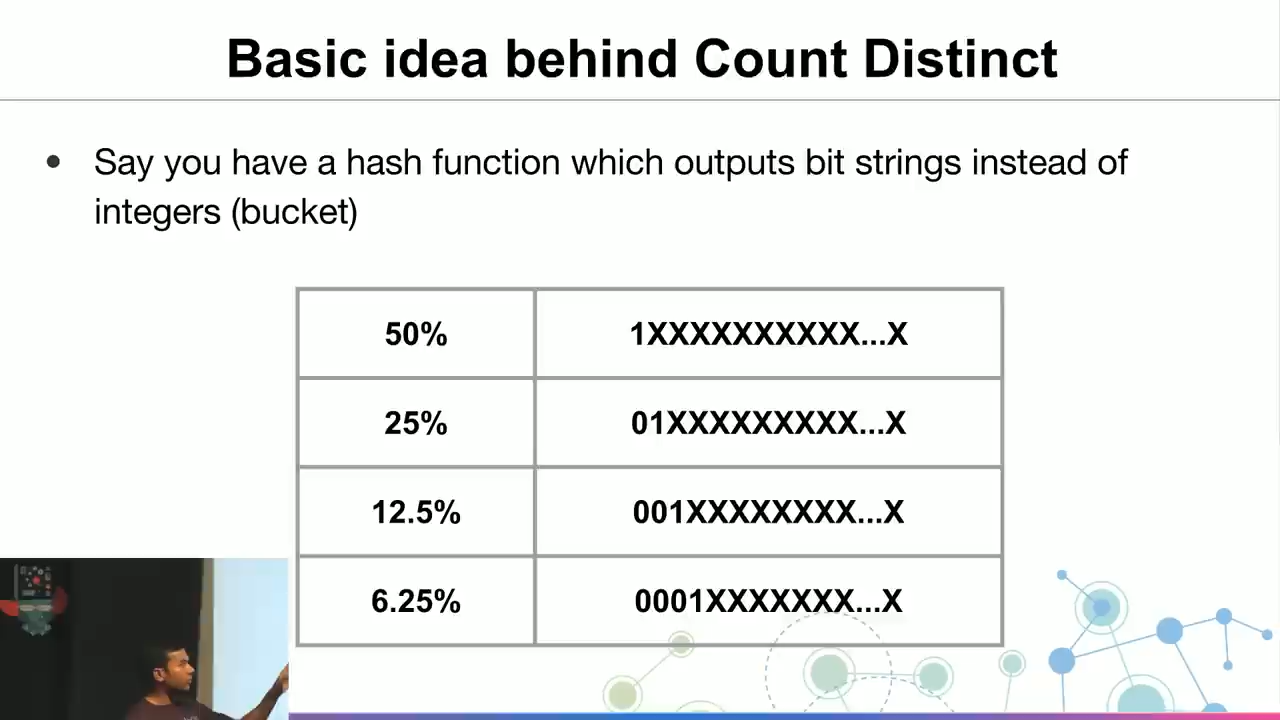 Basic idea behind Count Distinct
• Say you have a hash function which outputs bit strings instead of
integers (bucket)
50% 1XXXXXXXXXX...X
25% 01XXXXXXXXX...X
12.5% 001XXXXXXXX...X
6.25% 0001XXXXXXX...X